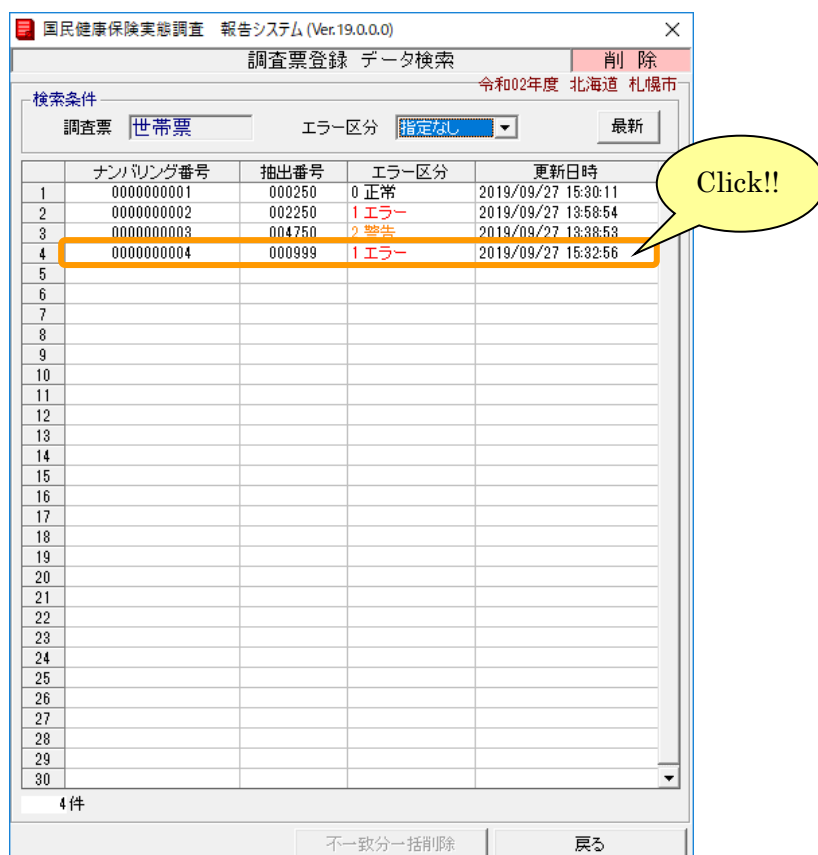 国民健康保険実態調査　報告システム (Ver.19.0.0.0)
調査票登録 データ検索 削 除
令和02年度 北海道 札幌市
検索条件
調査票 世帯票 エラー区分 指定なし 最新
ナンバリング番号 抽出番号 エラー区分 更新日時
1 0000000001 000250 0 正常 2019/09/27 15:30:11
2 0000000002 002250 1 エラー 2019/09/27 13:58:54
3 0000000003 004750 2 警告 2019/09/27 13:38:53
4 0000000004 000999 1 エラー 2019/09/27 15:32:56
Click!!
5
6
7
8
9
10
11
12
13
14
15
16
17
18
19
20
21
22
23
24
25
26
27
28
29
30
4件
不一致分一括削除 戻る